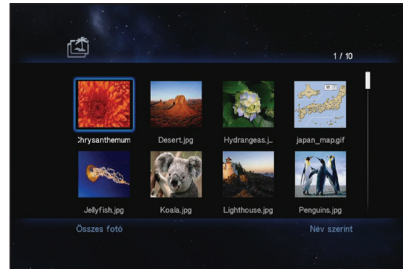 1 / 10
Chrysanthemum
Desert.jpg
Hydrangeas.j...
japan_map.gif
Jellyfish.jpg
Koala.jpg
Lighthouse.jpg
Penguins.jpg
Összes fotó
Név szerint